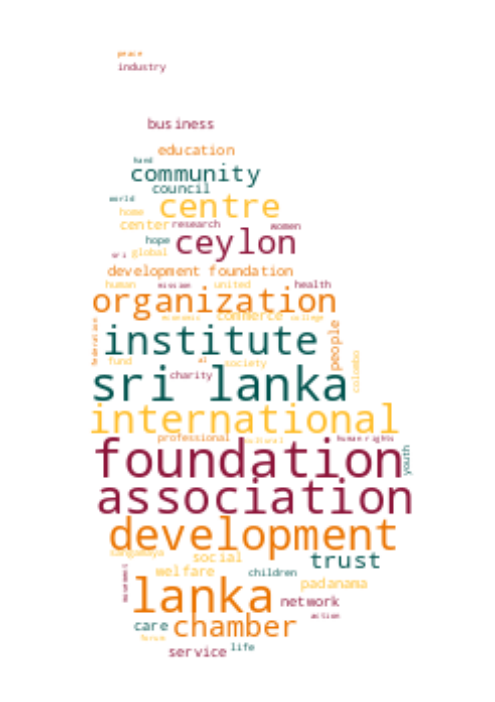 peace
industry
business
education
hand
community
council
world
centre
home
center research women
hope ceylon
sri global
development foundation
human mission united health
organization
economic commerce college
federation institute people
fund al society colombo
sri lanka
charity
international
professional cultural human rights
foundation youth
association
development
sangamaya social trust
welfare children
lanka padanama
network
care chamber action
forum
service life